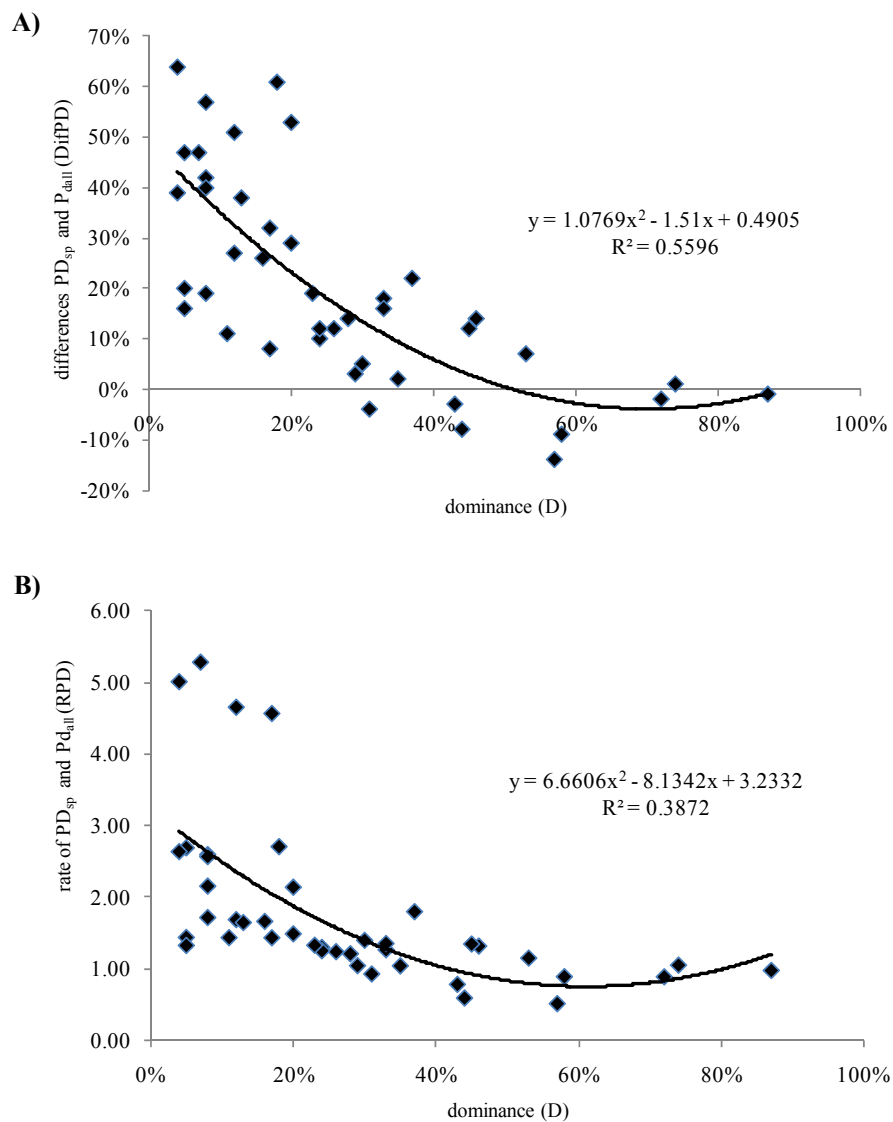 A)
70%
60%
50%
40%
30%
20%
10%
0%
-10%
-20%
differences PDsp and Pdall (DifPD)
y = 1.0769x² - 1.51x + 0.4905
R² = 0.5596
0% 20% 40% 60% 80% 100%
dominance (D)
B)
6.00
5.00
4.00
3.00
2.00
1.00
0.00
rate of PDsp and Pdall (RPD)
y = 6.6606x² - 8.1342x + 3.2332
R² = 0.3872
0% 20% 40% 60% 80% 100%
dominance (D)